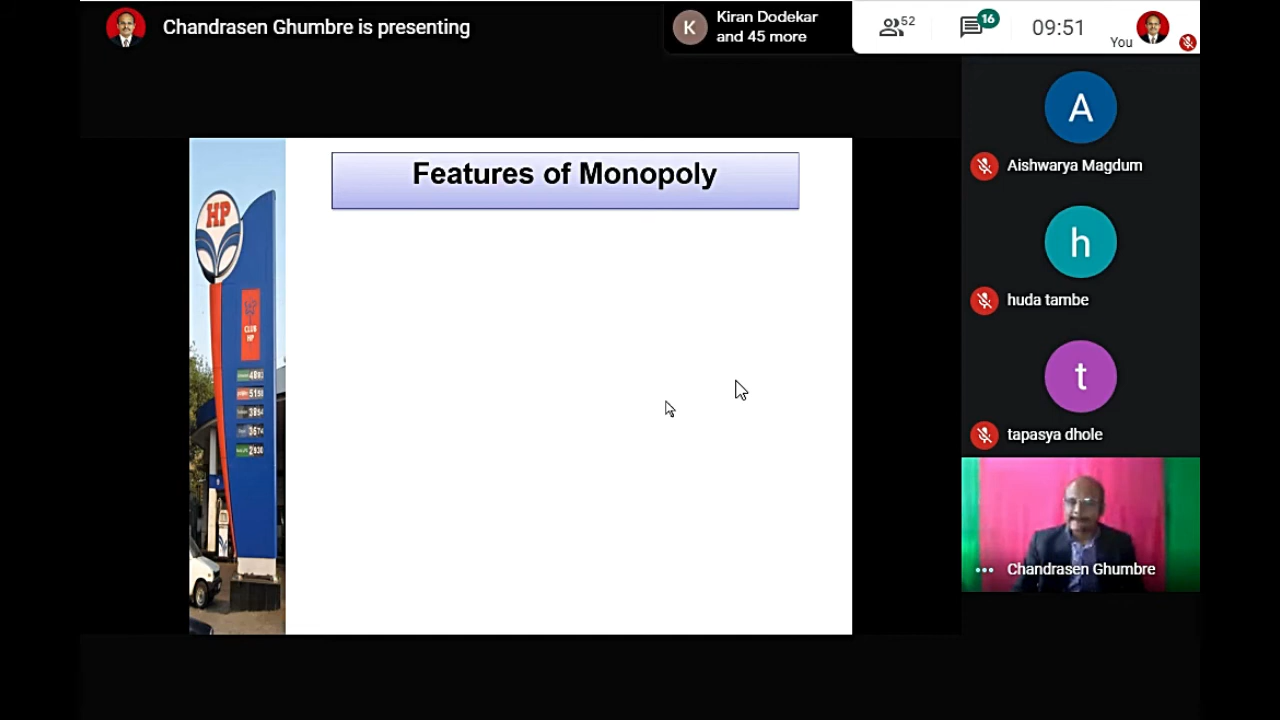 Chandrasen Ghumbre is presenting
K
Kiran Dodekar
and 45 more
52
16
09:51
You
A
Aishwarya Magdum
Features of Monopoly
HP
CLUB
HP
h
huda tambe
t
tapasya dhole
Chandrasen Ghumbre